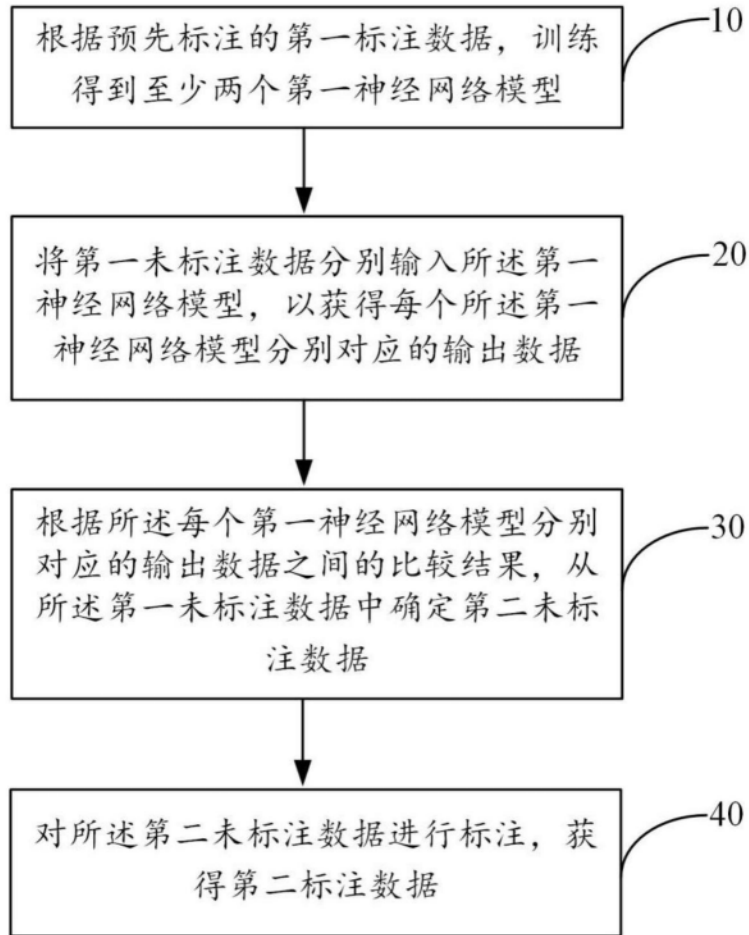 根据预先标注的第一标注数据，训练
得到至少两个第一神经网络模型
10
将第一未标注数据分别输入所述第一
神经网络模型，以获得每个所述第一
神经网络模型分别对应的输出数据
20
根据所述每个第一神经网络模型分别
对应的输出数据之间的比较结果，从
所述第一未标注数据中确定第二未标
注数据
30
对所述第二未标注数据进行标注，获
得第二标注数据
40